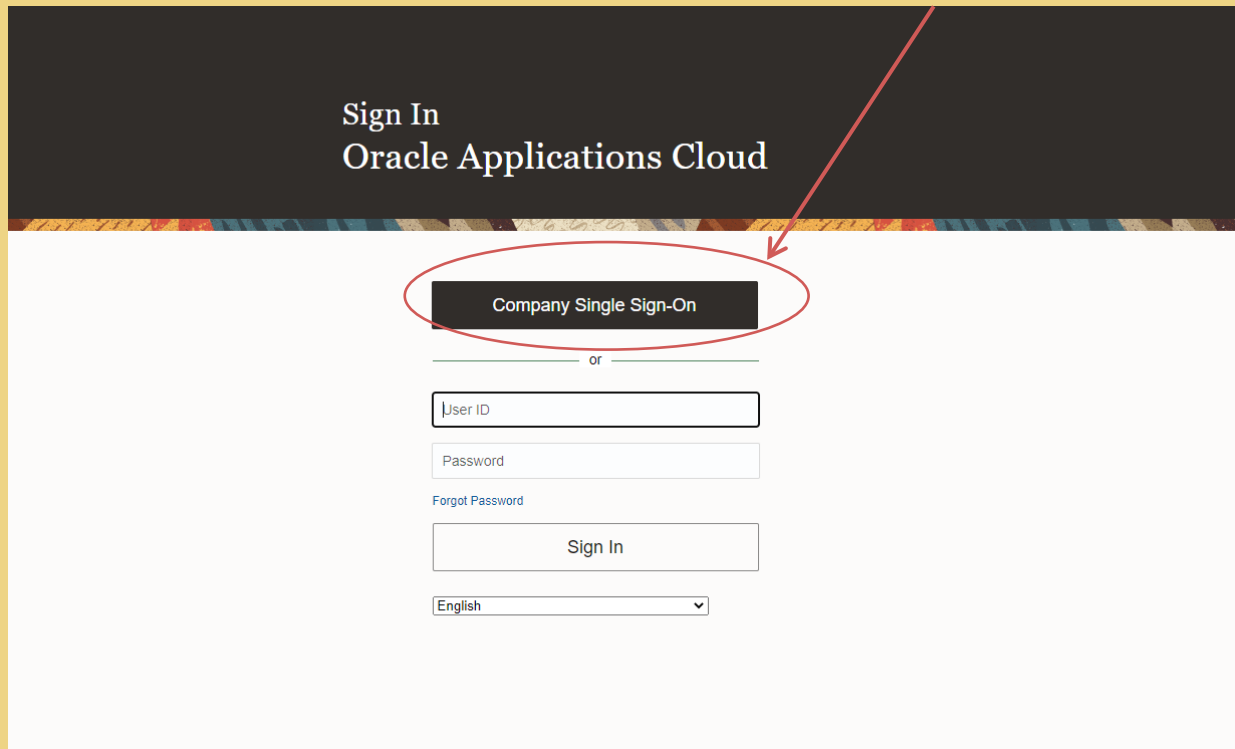 Sign In
Oracle Applications Cloud
Company Single Sign-On
or
User ID
Password
Forgot Password
Sign In
English